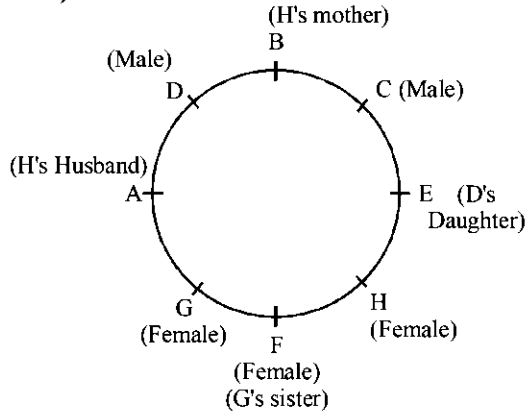 (H's mother)
B
(Male)
D
C (Male)
(H's Husband)
A
E (D's
Daughter)
G
(Female)
H
(Female)
F
(Female)
(G's sister)